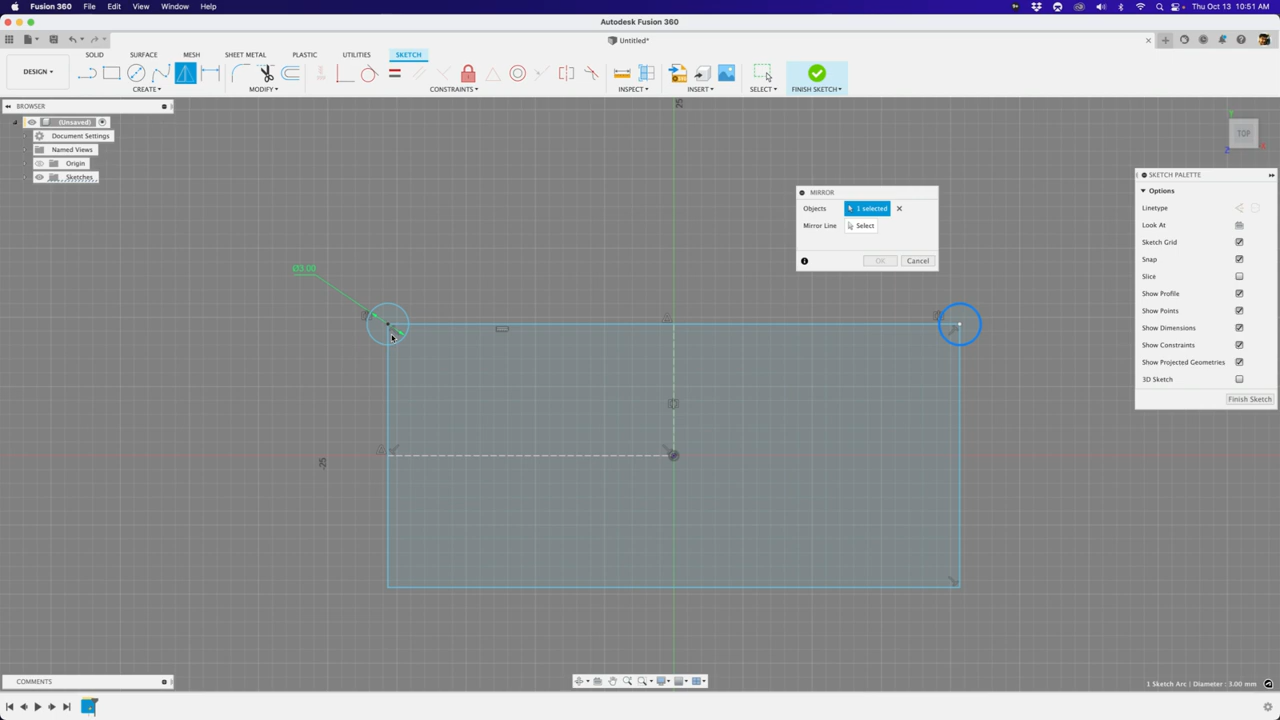 Fusion 360 File Edit View Window Help
Thu Oct 13 10:51 AM
Autodesk Fusion 360
Untitled*
SOLID SURFACE MESH SHEET METAL PLASTIC UTILITIES SKETCH
DESIGN
CREATE MODIFY CONSTRAINTS INSPECT INSERT SELECT FINISH SKETCH
BROWSER
(Unsaved)
Document Settings
Named Views
Origin
Sketches
25
TOP
Y
X
Z
SKETCH PALETTE
Options
Linetype
Look At
Sketch Grid
Snap
Slice
Show Profile
Show Points
Show Dimensions
Show Constraints
Show Projected Geometries
3D Sketch
Finish Sketch
MIRROR
Objects 1 selected
Mirror Line Select
OK Cancel
Ø3.00
-25
COMMENTS
1 Sketch Arc | Diameter : 3.00 mm